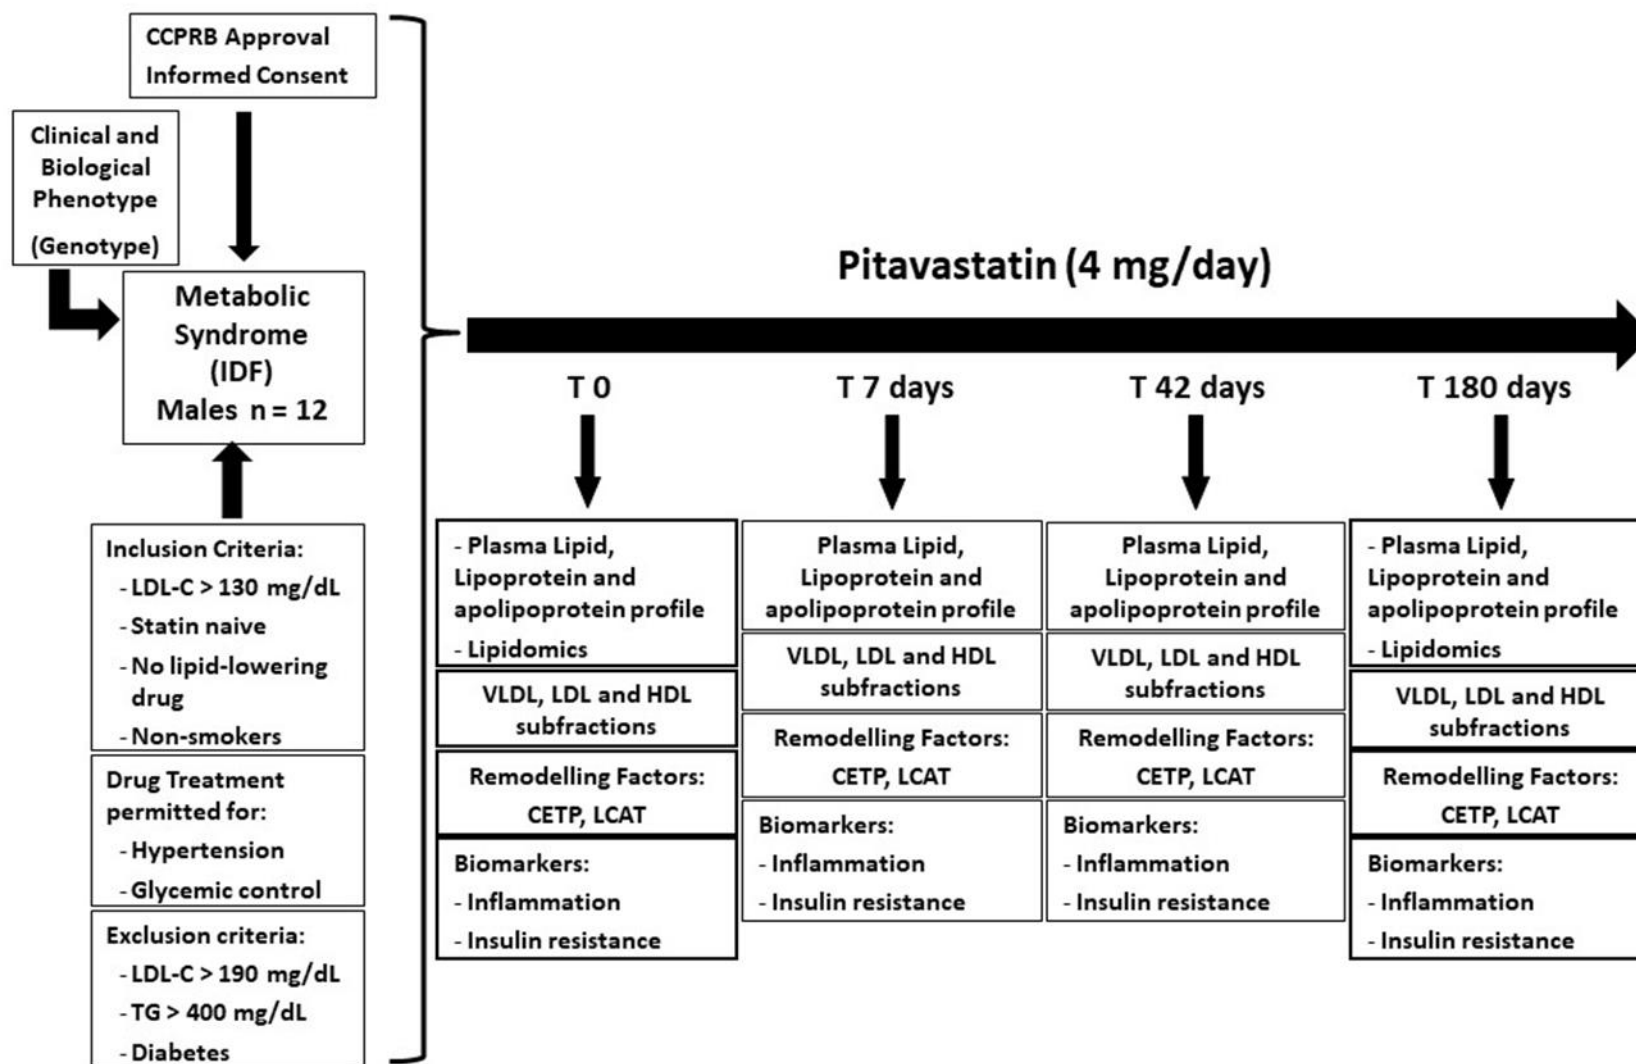 CCPRB Approval
Informed Consent
Clinical and
Biological
Phenotype
(Genotype)
Metabolic
Syndrome
(IDF)
Males n = 12
Inclusion Criteria:
- LDL-C > 130 mg/dL
- Statin naive
- No lipid-lowering
drug
- Non-smokers
Drug Treatment
permitted for:
- Hypertension
- Glycemic control
Exclusion criteria:
- LDL-C > 190 mg/dL
- TG > 400 mg/dL
- Diabetes
Pitavastatin (4 mg/day)
T 0
- Plasma Lipid,
Lipoprotein and
apolipoprotein profile
- Lipidomics
VLDL, LDL and HDL
subfractions
Remodelling Factors:
CETP, LCAT
Biomarkers:
- Inflammation
- Insulin resistance
T 7 days
Plasma Lipid,
Lipoprotein and
apolipoprotein profile
VLDL, LDL and HDL
subfractions
Remodelling Factors:
CETP, LCAT
Biomarkers:
- Inflammation
- Insulin resistance
T 42 days
Plasma Lipid,
Lipoprotein and
apolipoprotein profile
VLDL, LDL and HDL
subfractions
Remodelling Factors:
CETP, LCAT
Biomarkers:
- Inflammation
- Insulin resistance
T 180 days
- Plasma Lipid,
Lipoprotein and
apolipoprotein profile
- Lipidomics
VLDL, LDL and HDL
subfractions
Remodelling Factors:
CETP, LCAT
Biomarkers:
- Inflammation
- Insulin resistance